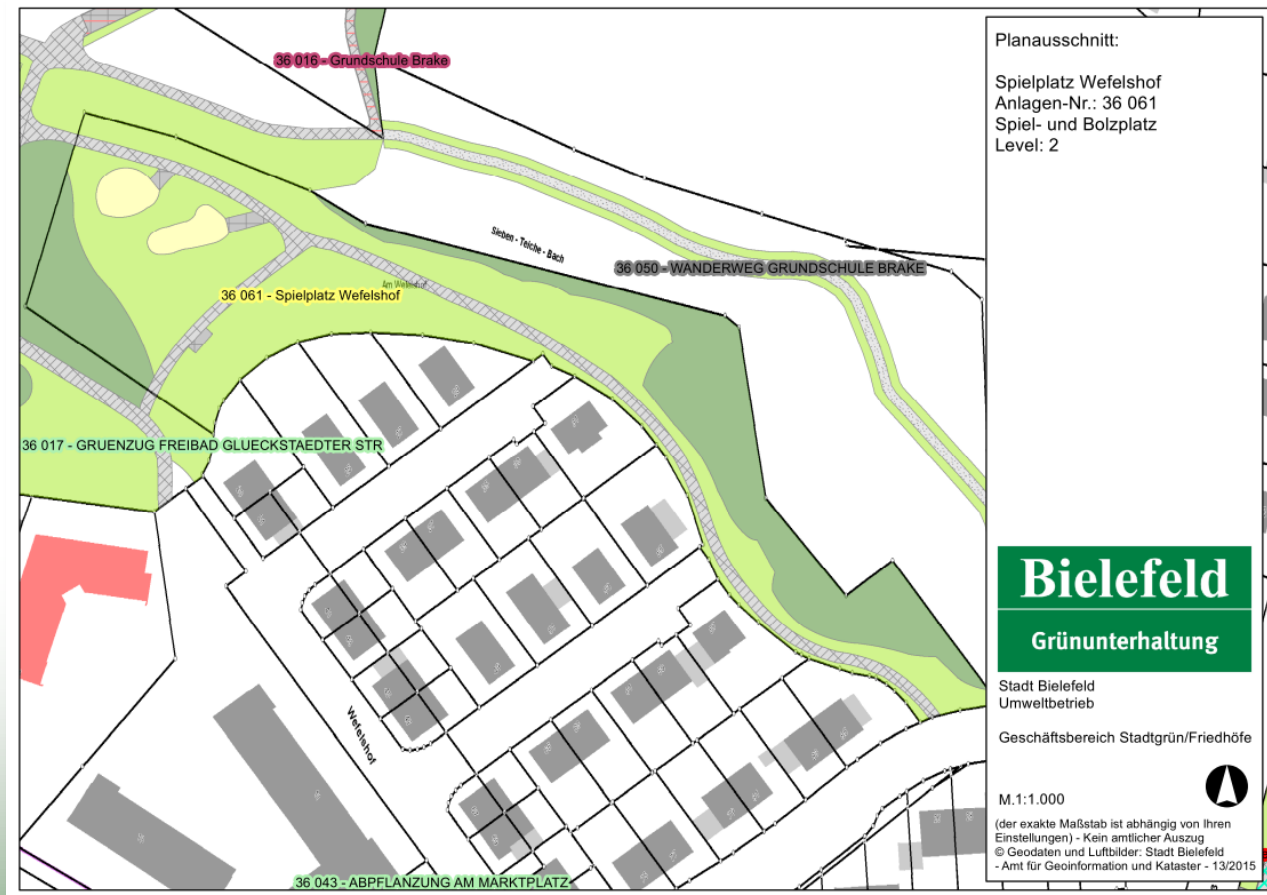 36 016 - Grundschule Brake
Sieben - Teiche - Bach
36 050 - WANDERWEG GRUNDSCHULE BRAKE
Am Wefelshof
36 061 - Spielplatz Wefelshof
36 017 - GRUENZUG FREIBAD GLUECKSTAEDTER STR
Wefelshof
36 043 - ABPFLANZUNG AM MARKTPLATZ
Planausschnitt:
Spielplatz Wefelshof
Anlagen-Nr.: 36 061
Spiel- und Bolzplatz
Level: 2
Bielefeld
Grünunterhaltung
Stadt Bielefeld
Umweltbetrieb
Geschäftsbereich Stadtgrün/Friedhöfe
M.1:1.000
(der exakte Maßstab ist abhängig von Ihren
Einstellungen) - Kein amtlicher Auszug
© Geodaten und Luftbilder: Stadt Bielefeld
- Amt für Geoinformation und Kataster - 13/2015